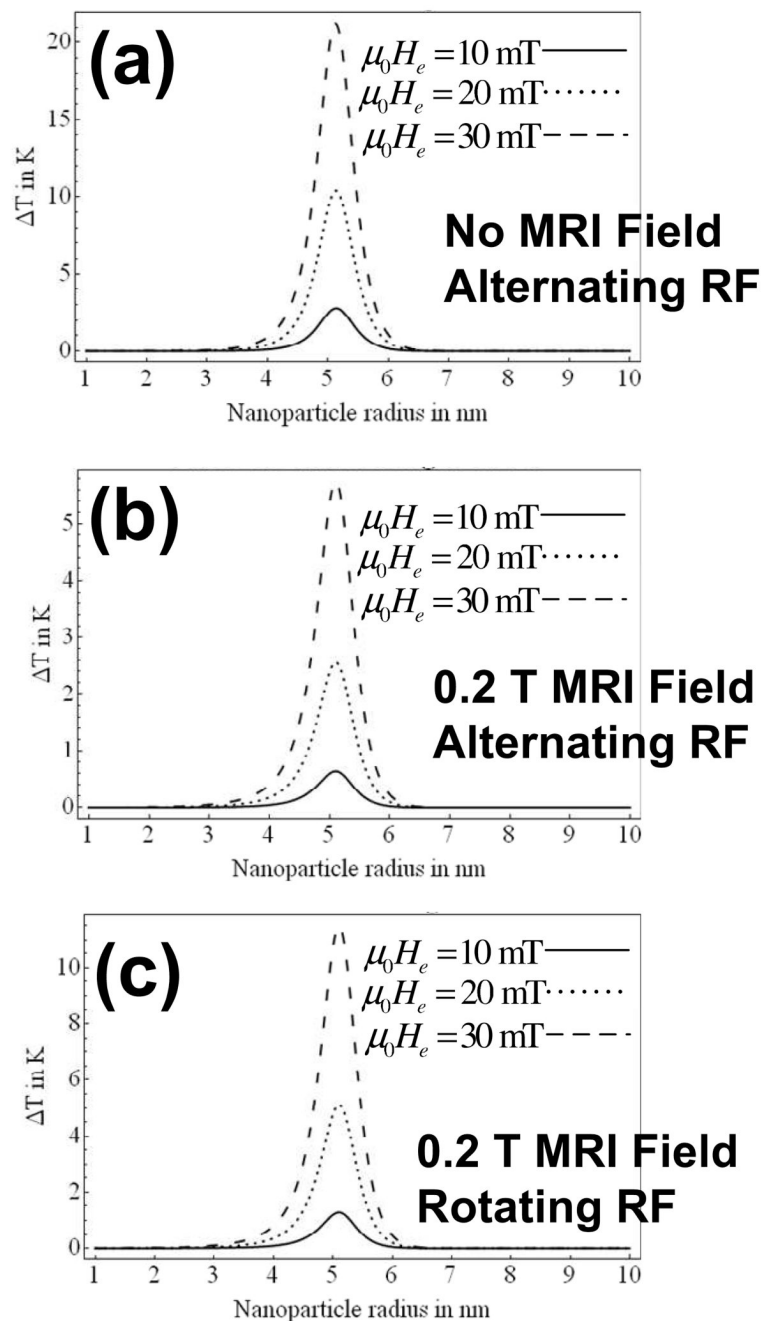 (a)
μ₀Hₑ=10 mT
μ₀Hₑ=20 mT
μ₀Hₑ=30 mT
No MRI Field
Alternating RF
ΔT in K
20
15
10
5
0
1 2 3 4 5 6 7 8 9 10
Nanoparticle radius in nm
(b)
μ₀Hₑ=10 mT
μ₀Hₑ=20 mT
μ₀Hₑ=30 mT
0.2 T MRI Field
Alternating RF
ΔT in K
5
4
3
2
1
0
1 2 3 4 5 6 7 8 9 10
Nanoparticle radius in nm
(c)
μ₀Hₑ=10 mT
μ₀Hₑ=20 mT
μ₀Hₑ=30 mT
0.2 T MRI Field
Rotating RF
ΔT in K
10
8
6
4
2
0
1 2 3 4 5 6 7 8 9 10
Nanoparticle radius in nm